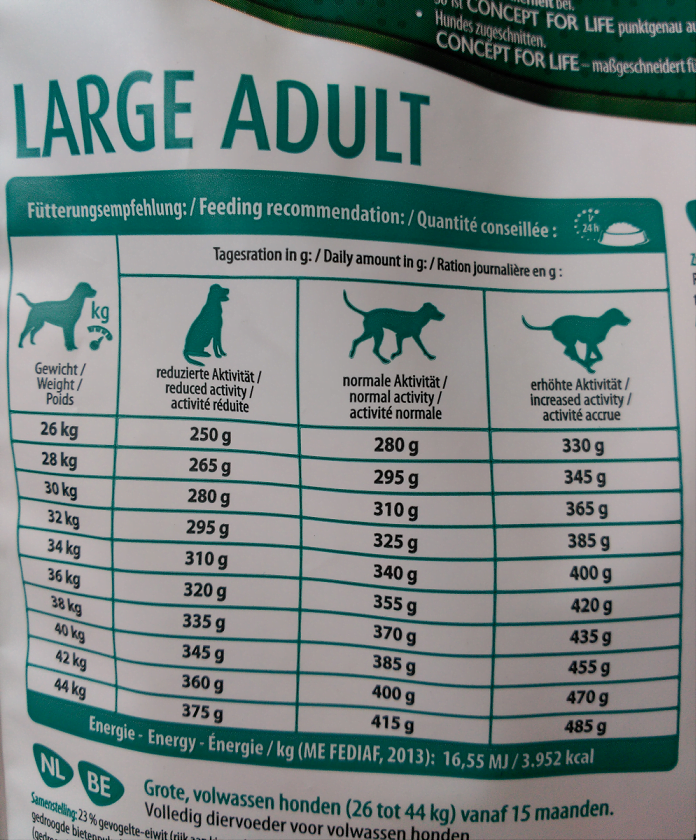 CONCEPT FOR LIFE punktgenau
• Hundes zugeschnitten.
CONCEPT FOR LIFE – maßgeschneidert
LARGE ADULT
Fütterungsempfehlung: / Feeding recommendation: / Quantité conseillée :
24 h
Tagesration in g: / Daily amount in g: / Ration journalière en g :
kg
Gewicht /
Weight /
Poids
reduzierte Aktivität /
reduced activity /
activité réduite
normale Aktivität /
normal activity /
activité normale
erhöhte Aktivität /
increased activity /
activité accrue
26 kg 250 g 280 g 330 g
28 kg 265 g 295 g 345 g
30 kg 280 g 310 g 365 g
32 kg 295 g 325 g 385 g
34 kg 310 g 340 g 400 g
36 kg 320 g 355 g 420 g
38 kg 335 g 370 g 435 g
40 kg 345 g 385 g 455 g
42 kg 360 g 400 g 470 g
44 kg 375 g 415 g 485 g
Energie - Energy - Énergie / kg (ME FEDIAF, 2013): 16,55 MJ / 3.952 kcal
NL BE
Grote, volwassen honden (26 tot 44 kg) vanaf 15 maanden.
Volledig diervoeder voor volwassen honden
Samenstelling: 23 % gevogelte-eiwit
gedroogde